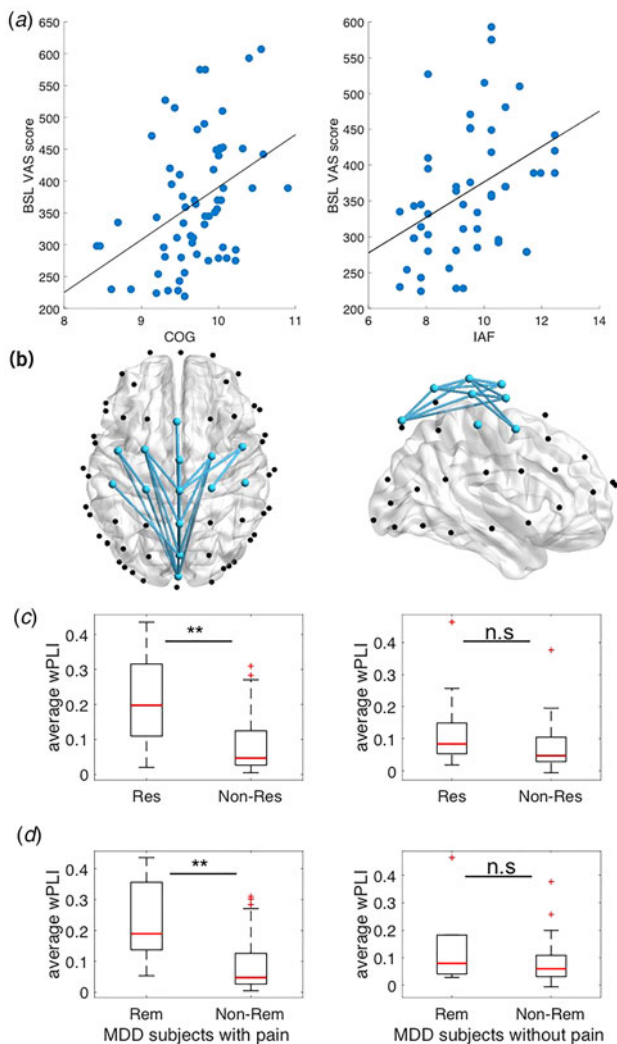 (a)
650
600
550
500
450
400
350
300
250
200
BSL VAS score
8 9 10 11
COG
600
550
500
450
400
350
300
250
200
BSL VAS score
6 8 10 12 14
IAF
(b)
(c)
average wPLI
0.4
0.3
0.2
0.1
0
**
Res Non-Res
average wPLI
0.4
0.3
0.2
0.1
0
n.s
Res Non-Res
(d)
average wPLI
0.4
0.3
0.2
0.1
0
**
Rem Non-Rem
MDD subjects with pain
average wPLI
0.4
0.3
0.2
0.1
0
n.s
Rem Non-Rem
MDD subjects without pain